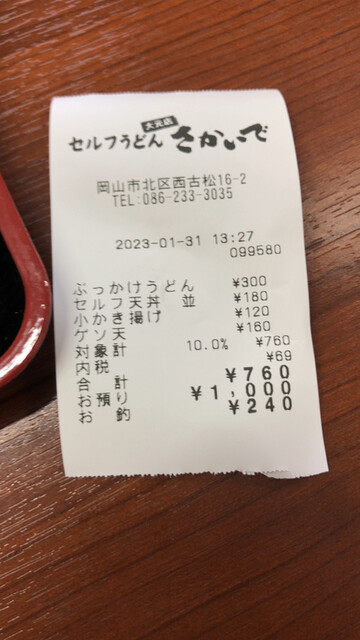 大元店
セルフうどん さかいで
岡山市北区西古松16-2
TEL:086-233-3035
2023-01-31 13:27
099580
ぶっかけうどん ¥300
セルフ天丼 並 ¥180
小かき揚げ ¥120
ゲソ天 ¥160
対象計 10.0% ¥760
内税 ¥69
合 計 ¥760
お預り ¥1,000
お 釣 ¥240